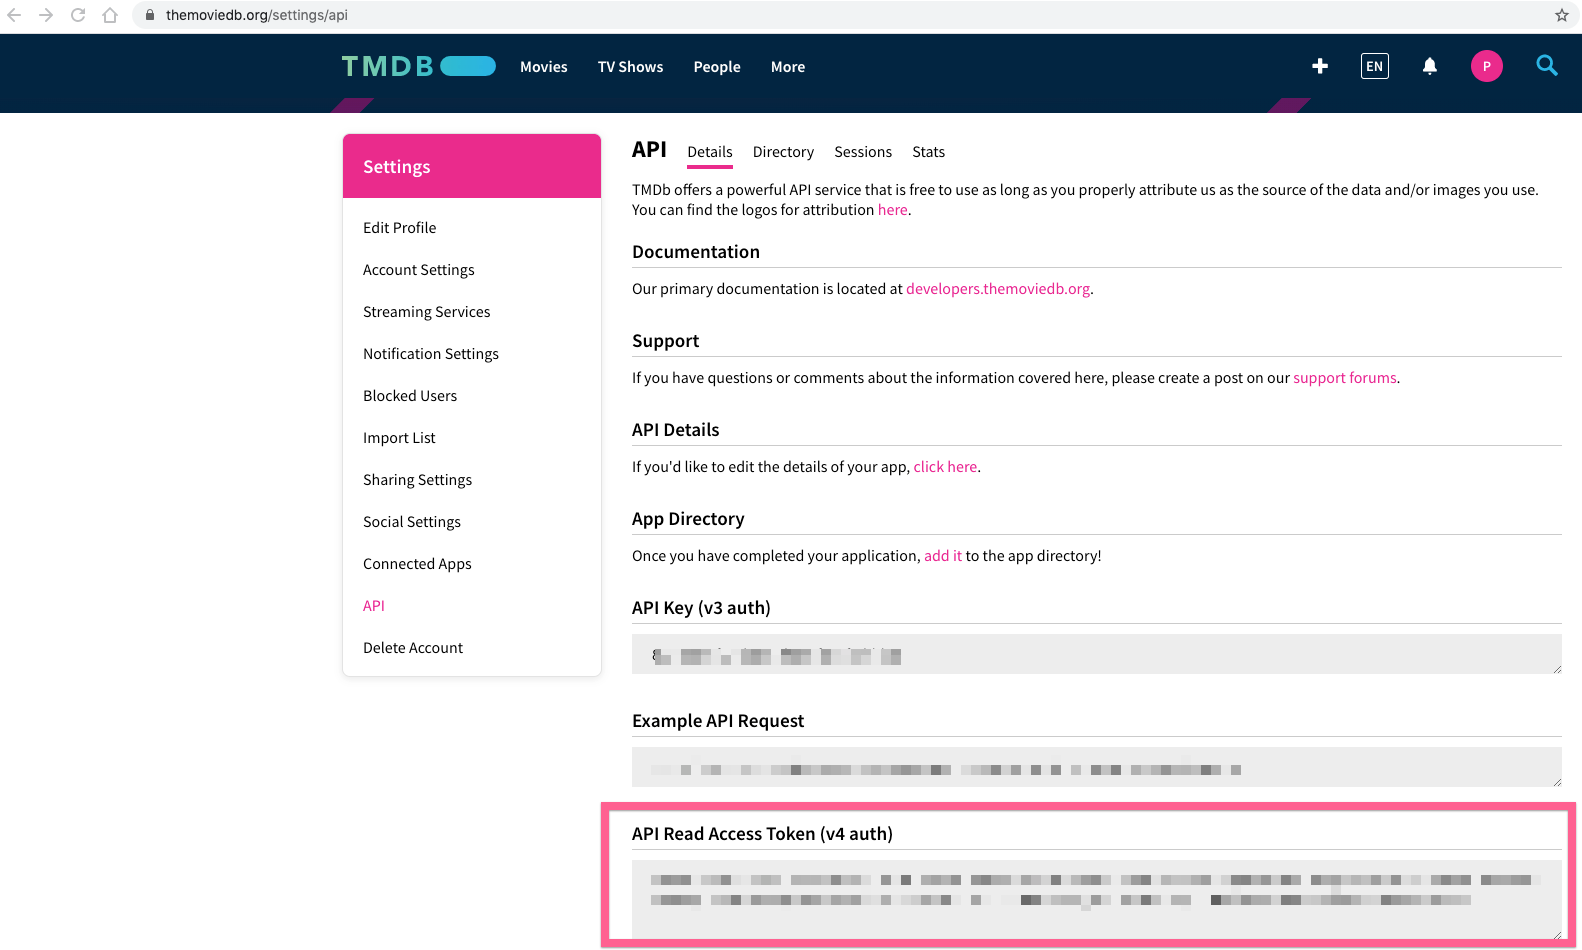 themoviedb.org/settings/api
TMDB
Movies
TV Shows
People
More
EN
P
Settings
Edit Profile
Account Settings
Streaming Services
Notification Settings
Blocked Users
Import List
Sharing Settings
Social Settings
Connected Apps
API
Delete Account
API
Details
Directory
Sessions
Stats
TMDb offers a powerful API service that is free to use as long as you properly attribute us as the source of the data and/or images you use.
You can find the logos for attribution here.
Documentation
Our primary documentation is located at developers.themoviedb.org.
Support
If you have questions or comments about the information covered here, please create a post on our support forums.
API Details
If you'd like to edit the details of your app, click here.
App Directory
Once you have completed your application, add it to the app directory!
API Key (v3 auth)
Example API Request
API Read Access Token (v4 auth)